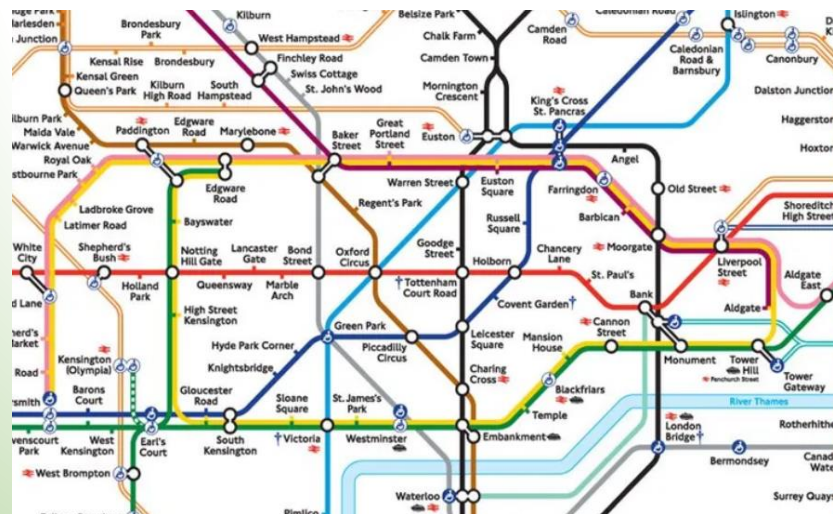 Kilburn
Belsize Park
Caledonian Road
Islington
Brondesbury
Park
West Hampstead
Chalk Farm
Camden
Road
Junction
Finchley Road
Camden Town
Caledonian
Road &
Barnsbury
Canonbury
Kensal Rise
Brondesbury
Swiss Cottage
Kensal Green
Queen's Park
Kilburn
High Road
South
Hampstead
St. John's Wood
Mornington
Crescent
King's Cross
St. Pancras
Dalston Junction
Maida Vale
Warwick Avenue
Paddington
Edgware
Road
Marylebone
Baker
Street
Great
Portland
Street
Euston
Angel
Royal Oak
Edgware
Road
Warren Street
Euston
Square
Farringdon
Old Street
Ladbroke Grove
Latimer Road
Bayswater
Regent's Park
Russell
Square
Barbican
Shoreditch
High Street
White
City
Shepherd's
Bush
Notting
Hill Gate
Lancaster
Gate
Bond
Street
Oxford
Circus
Goodge
Street
Holborn
Chancery
Lane
Moorgate
Liverpool
Street
Holland
Park
Queensway
Marble
Arch
Tottenham
Court Road
St. Paul's
Aldgate
East
High Street
Kensington
Covent Garden
Bank
Aldgate
Green Park
Hyde Park Corner
Piccadilly
Circus
Leicester
Square
Mansion
House
Cannon
Street
Kensington
(Olympia)
Knightsbridge
Monument
Tower
Hill
Fenchurch Street
Tower
Gateway
Road
Barons
Court
Gloucester
Road
Sloane
Square
St. James's
Park
Charing
Cross
Blackfriars
River Thames
Temple
Park
West
Kensington
Earl's
Court
South
Kensington
Victoria
Westminster
Embankment
London
Bridge
Bermondsey
West Brompton
Waterloo
Pimlico